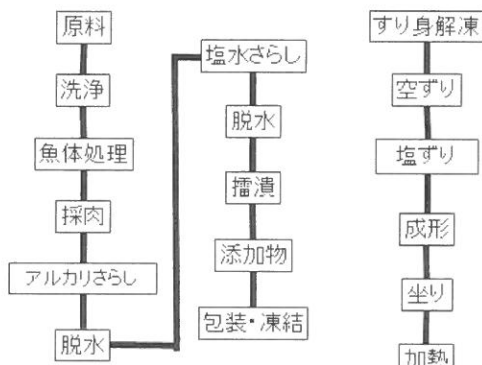 原料
洗浄
魚体処理
採肉
アルカリさらし
脱水
塩水さらし
脱水
擂潰
添加物
包装・凍結
すり身解凍
空ずり
塩ずり
成形
坐り
加熱